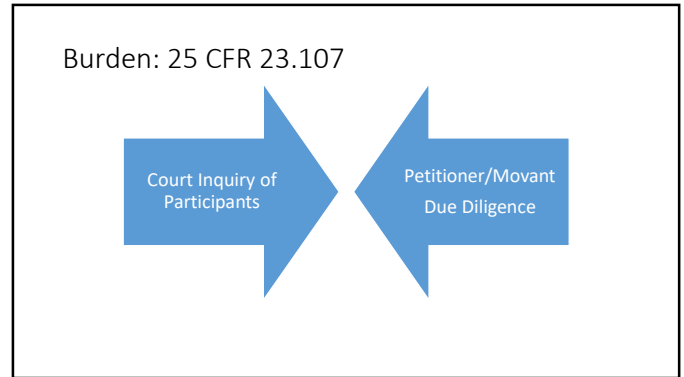 Burden: 25 CFR 23.107
Court Inquiry of
Participants
Petitioner/Movant
Due Diligence